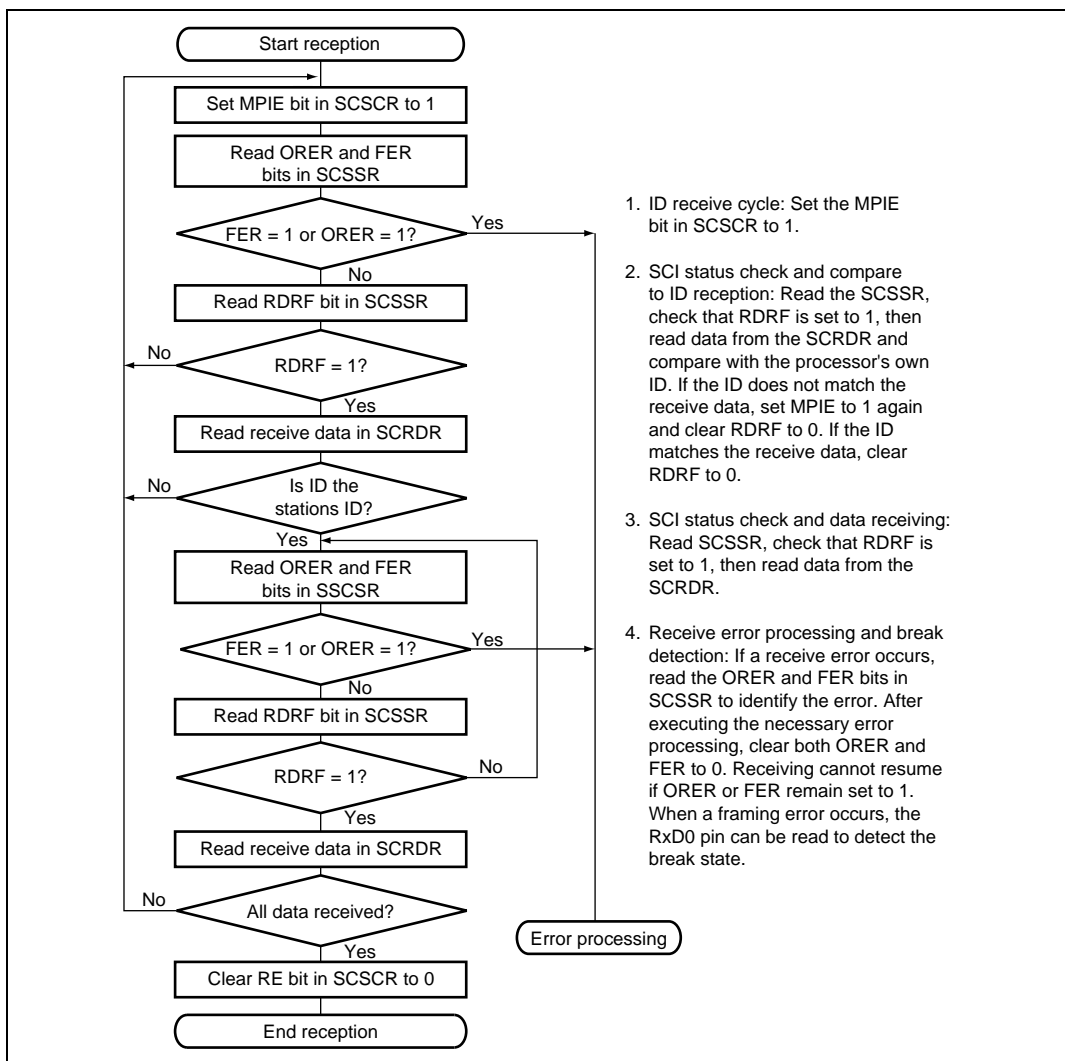 Start reception
Set MPIE bit in SCSCR to 1
Read ORER and FER
bits in SCSSR
FER = 1 or ORER = 1?
Yes
No
Read RDRF bit in SCSSR
No
RDRF = 1?
Yes
Read receive data in SCRDR
No
Is ID the
stations ID?
Yes
Read ORER and FER
bits in SSCSR
FER = 1 or ORER = 1?
Yes
No
Read RDRF bit in SCSSR
RDRF = 1?
No
Yes
Read receive data in SCRDR
No
All data received?
Yes
Clear RE bit in SCSCR to 0
End reception
Error processing
1. ID receive cycle: Set the MPIE
bit in SCSCR to 1.
2. SCI status check and compare
to ID reception: Read the SCSSR,
check that RDRF is set to 1, then
read data from the SCRDR and
compare with the processor's own
ID. If the ID does not match the
receive data, set MPIE to 1 again
and clear RDRF to 0. If the ID
matches the receive data, clear
RDRF to 0.
3. SCI status check and data receiving:
Read SCSSR, check that RDRF is
set to 1, then read data from the
SCRDR.
4. Receive error processing and break
detection: If a receive error occurs,
read the ORER and FER bits in
SCSSR to identify the error. After
executing the necessary error
processing, clear both ORER and
FER to 0. Receiving cannot resume
if ORER or FER remain set to 1.
When a framing error occurs, the
RxD0 pin can be read to detect the
break state.